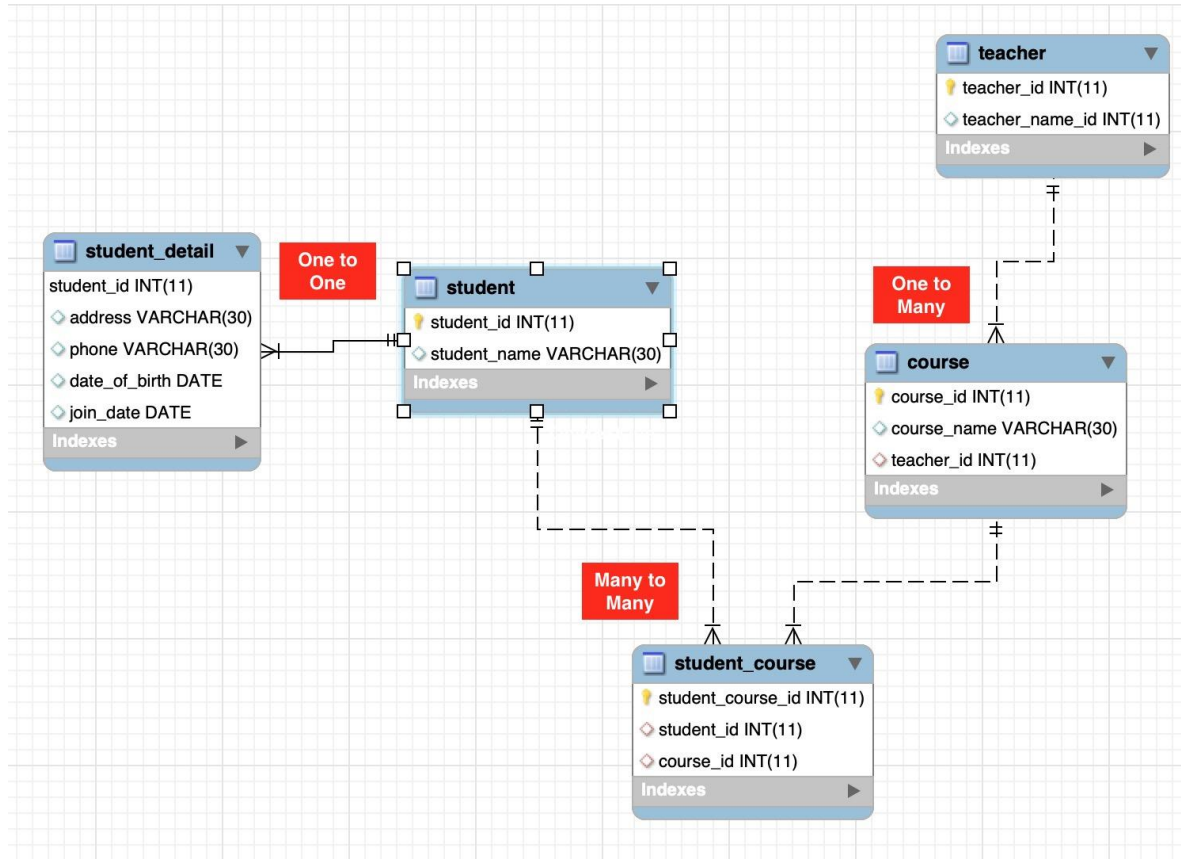 teacher
teacher_id INT(11)
teacher_name_id INT(11)
Indexes
student_detail
student_id INT(11)
address VARCHAR(30)
phone VARCHAR(30)
date_of_birth DATE
join_date DATE
Indexes
One to
One
student
student_id INT(11)
student_name VARCHAR(30)
Indexes
One to
Many
course
course_id INT(11)
course_name VARCHAR(30)
teacher_id INT(11)
Indexes
Many to
Many
student_course
student_course_id INT(11)
student_id INT(11)
course_id INT(11)
Indexes